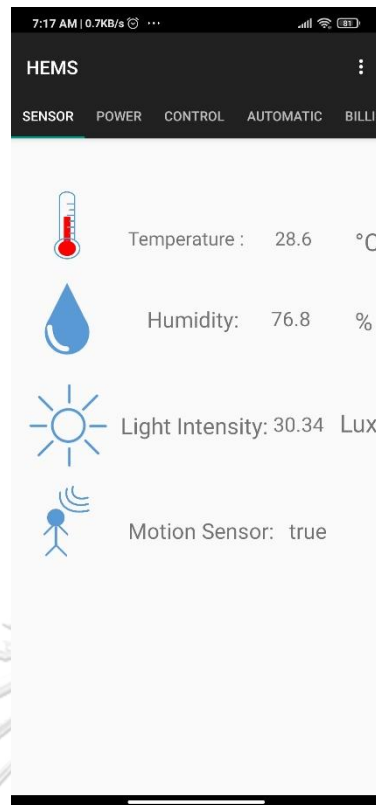 7:17 AM | 0.7KB/s ···
81
HEMS
SENSOR POWER CONTROL AUTOMATIC BILLI
Temperature : 28.6 °C
Humidity: 76.8 %
Light Intensity: 30.34 Lux
Motion Sensor: true